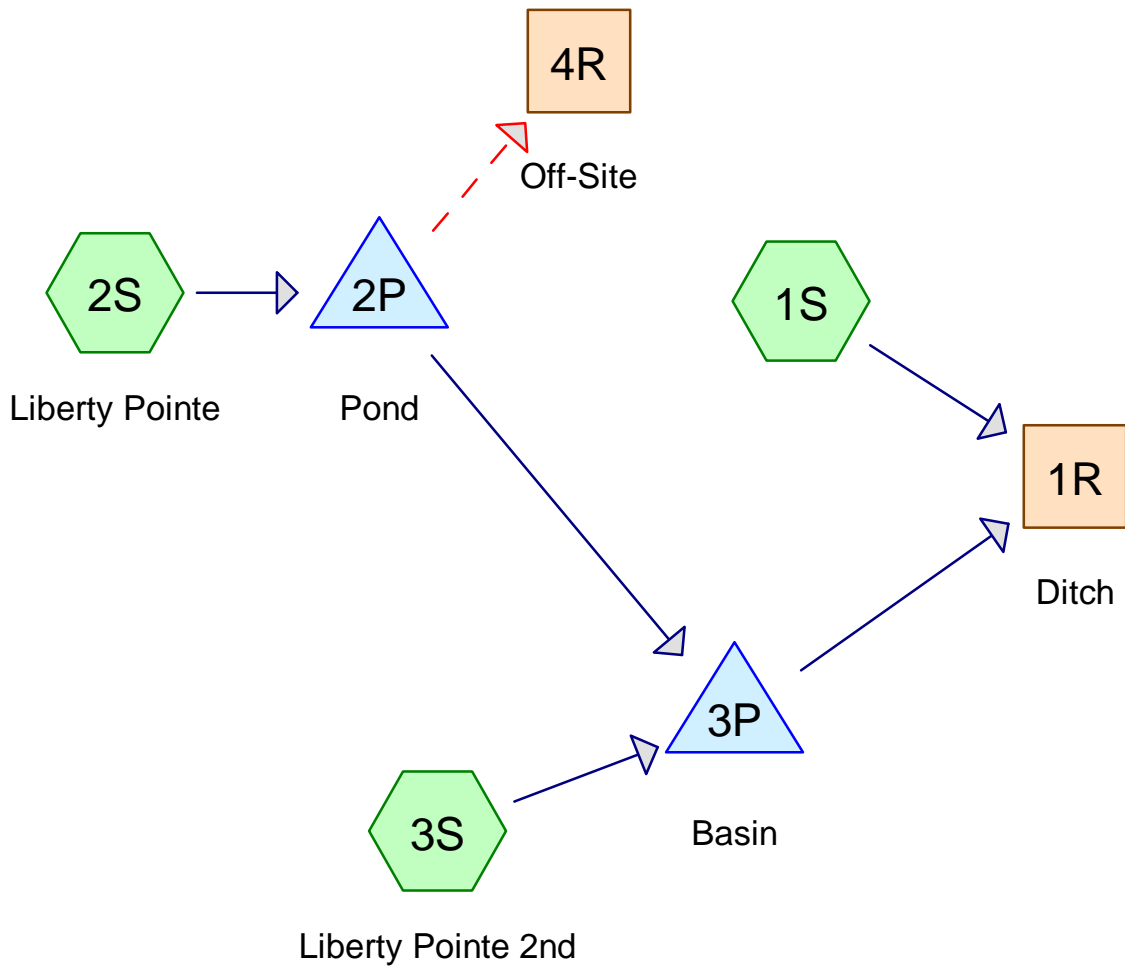 4R
Off-Site
2S
Liberty Pointe
2P
Pond
1S
1R
Ditch
3P
Basin
3S
Liberty Pointe 2nd